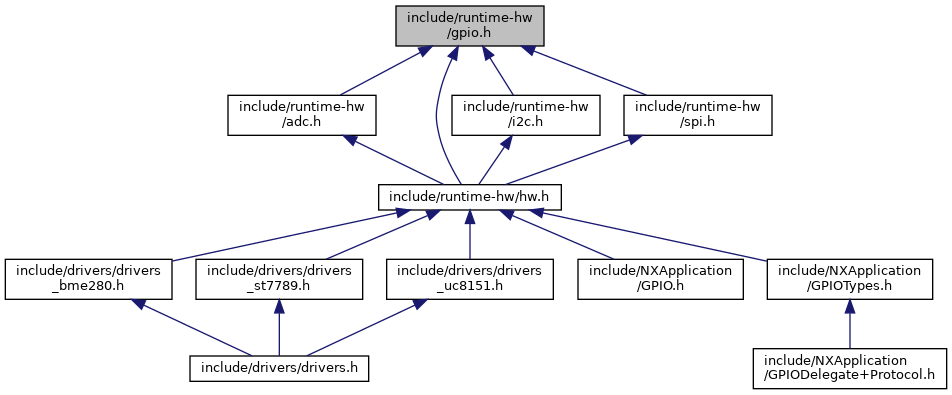 include/runtime-hw
/gpio.h
include/runtime-hw
/adc.h
include/runtime-hw
/i2c.h
include/runtime-hw
/spi.h
include/runtime-hw/hw.h
include/drivers/drivers
_bme280.h
include/drivers/drivers
_st7789.h
include/drivers/drivers
_uc8151.h
include/NXApplication
/GPIO.h
include/NXApplication
/GPIOTypes.h
include/drivers/drivers.h
include/NXApplication
/GPIODelegate+Protocol.h